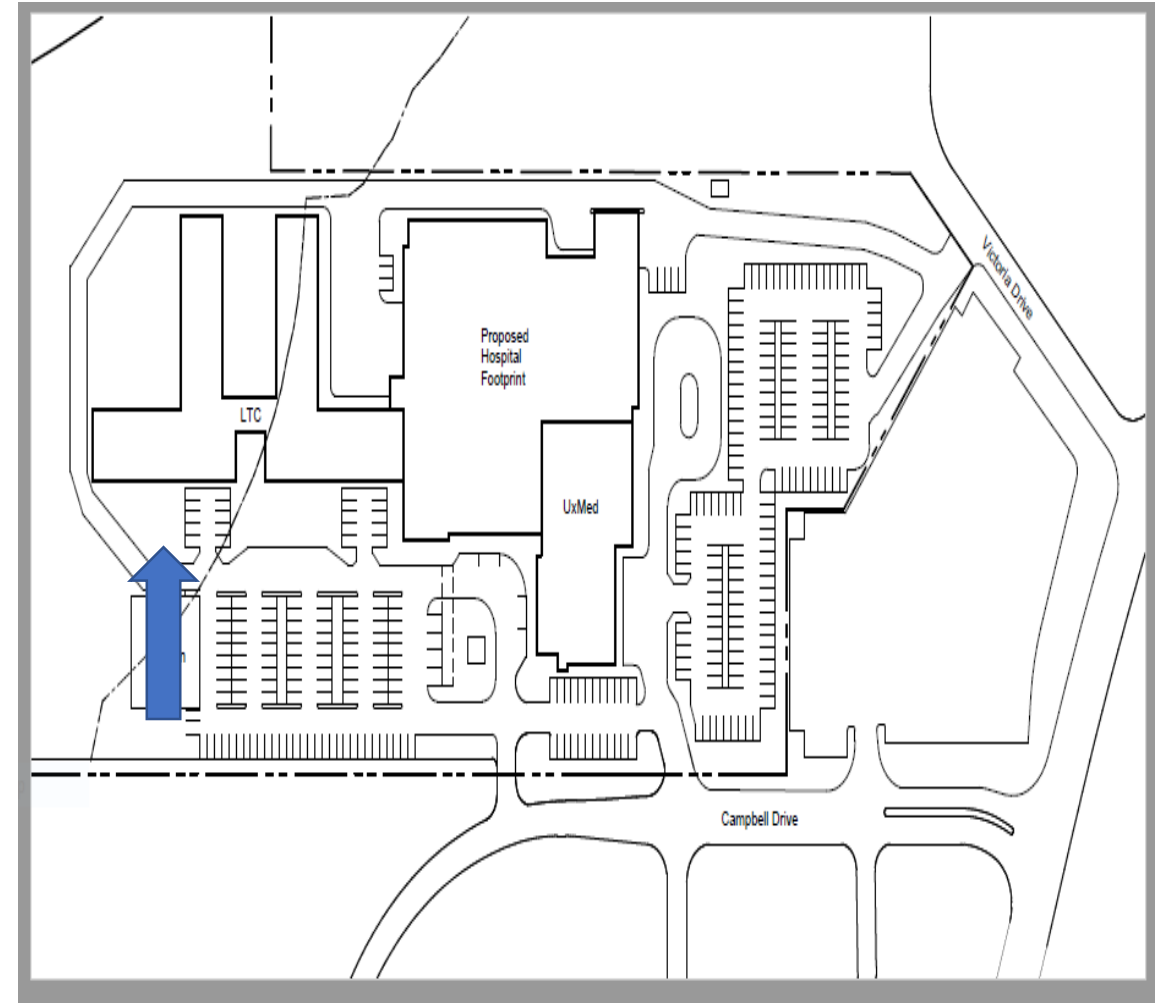 Victoria Drive
Proposed
Hospital
Footprint
LTC
UxMed
Campbell Drive